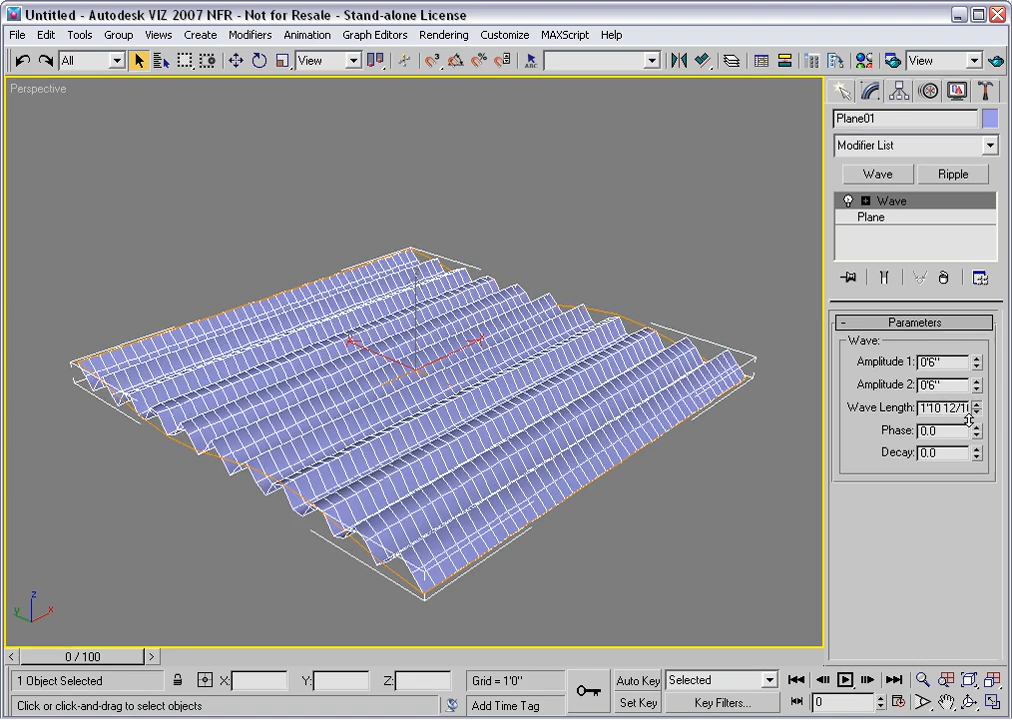 Untitled - Autodesk VIZ 2007 NFR - Not for Resale - Stand-alone License
File Edit Tools Group Views Create Modifiers Animation Graph Editors Rendering Customize MAXScript Help
All View View
Perspective
Plane01
Modifier List
Wave Ripple
Wave
Plane
- Parameters
Wave:
Amplitude 1: 0'6"
Amplitude 2: 0'6"
Wave Length: 1'10 12/1
Phase: 0.0
Decay: 0.0
z
y x
< 0 / 100 >
1 Object Selected X: Y: Z: Grid = 1'0" Auto Key Selected
Click or click-and-drag to select objects Add Time Tag Set Key Key Filters... 0